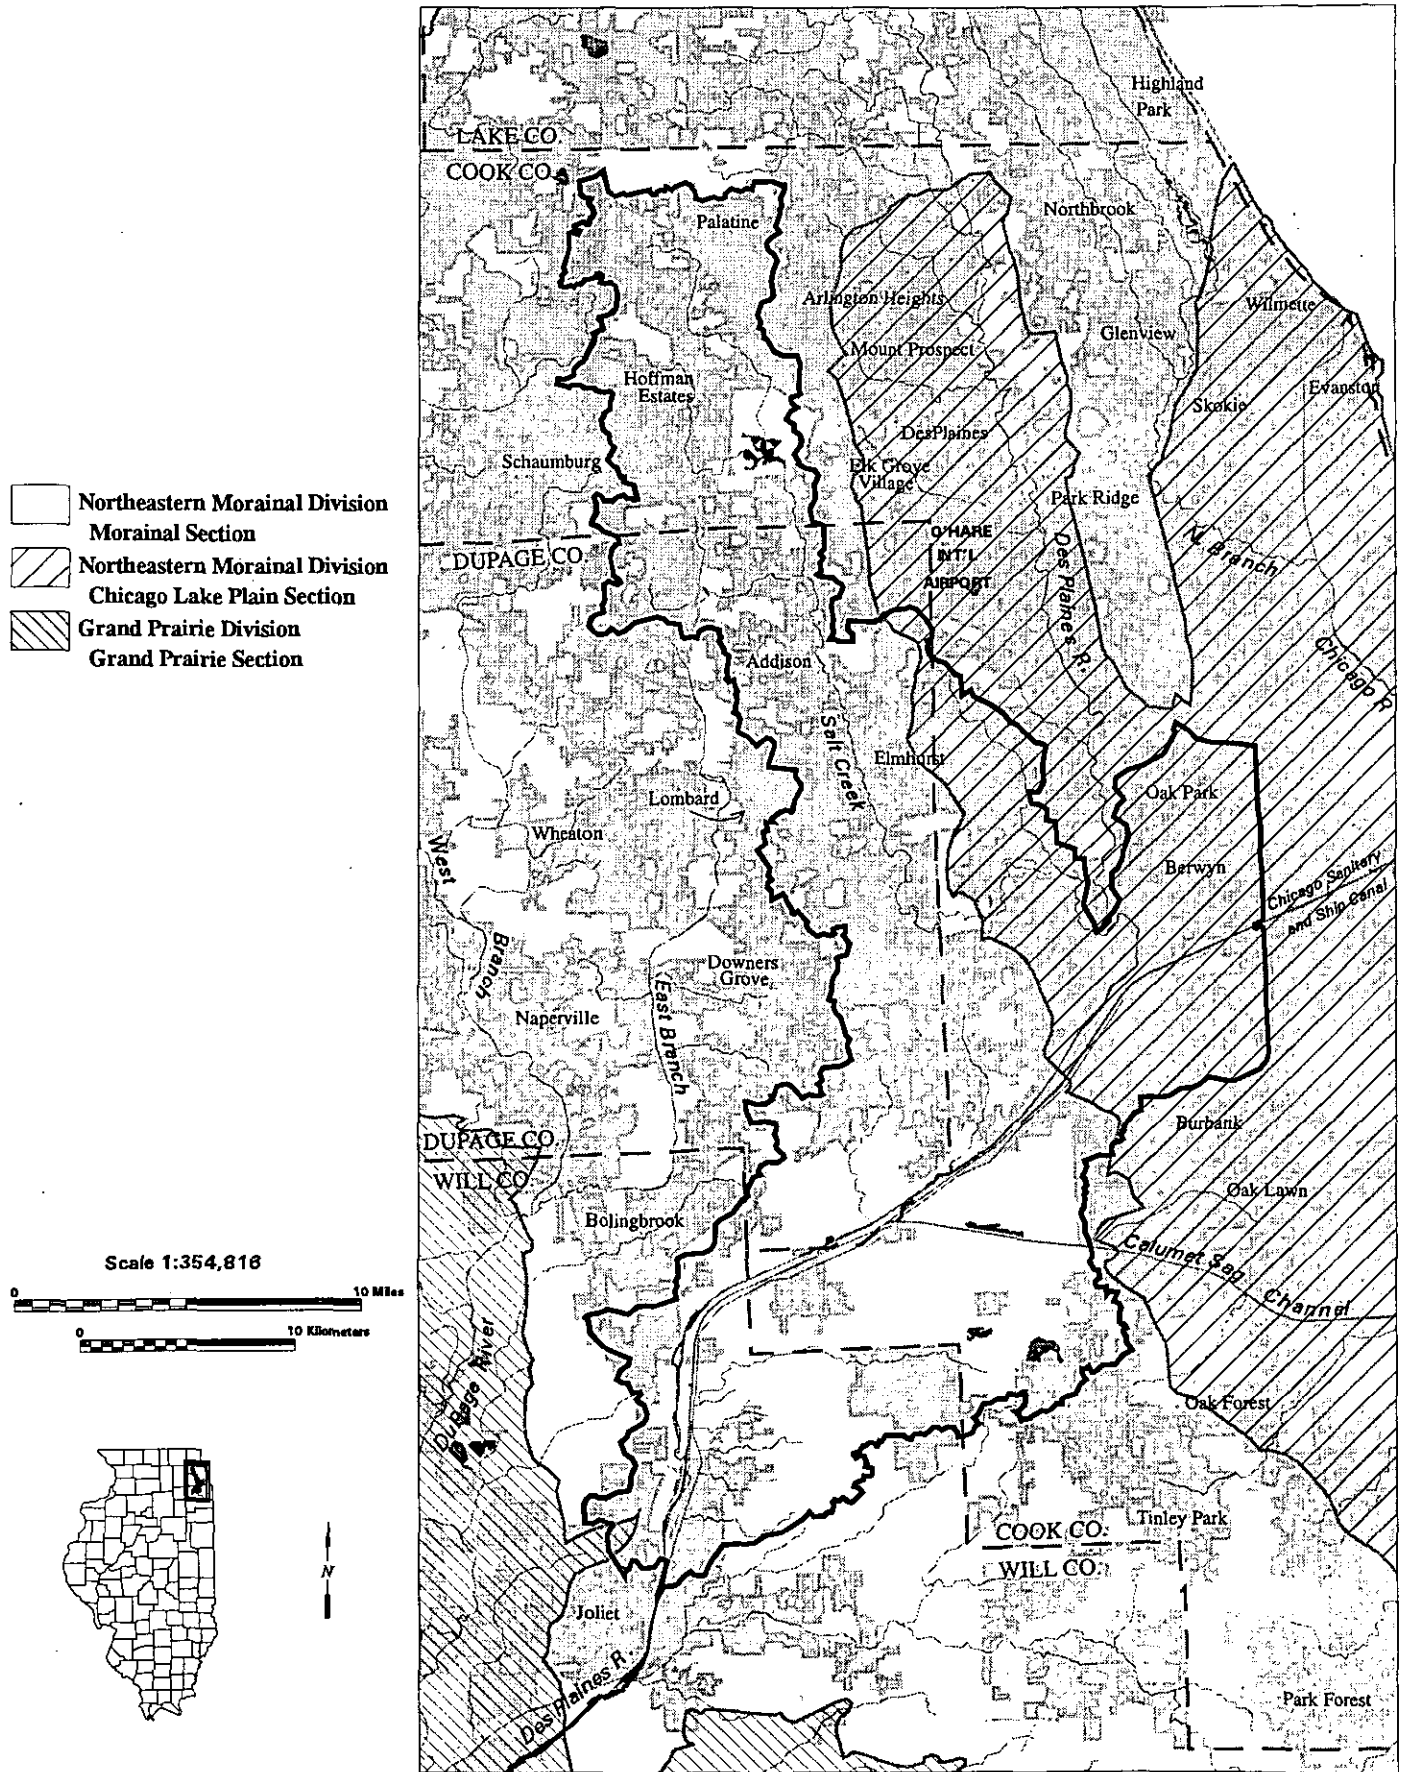 Highland
Park
LAKE CO.
COOK CO.
Palatine
Northbrook
Arlington Heights
Wilmette
Glenview
Mount Prospect
Hoffman
Estates
Evanston
Skokie
DesPlaines
Schaumburg
Elk Grove
Village
Park Ridge
Northeastern Morainal Division
Morainal Section
Northeastern Morainal Division
Chicago Lake Plain Section
Grand Prairie Division
Grand Prairie Section
O'HARE
INT'L
AIRPORT
DUPAGE CO.
N. Branch
Des Plaines R.
Chicago R.
Addison
Salt Creek
Elmhurst
Lombard
Oak Park
Wheaton
West
Branch
Berwyn
Chicago Sanitary
and Ship Canal
Downers
Grove
East Branch
Naperville
Burbank
DUPAGE CO.
WILL CO.
Oak Lawn
Bolingbrook
Calumet Sag
Channel
Scale 1:354,816
0 10 Miles
0 10 Kilometers
DuPage River
Oak Forest
N
COOK CO.
Tinley Park
WILL CO.
Joliet
Des Plaines R.
Park Forest